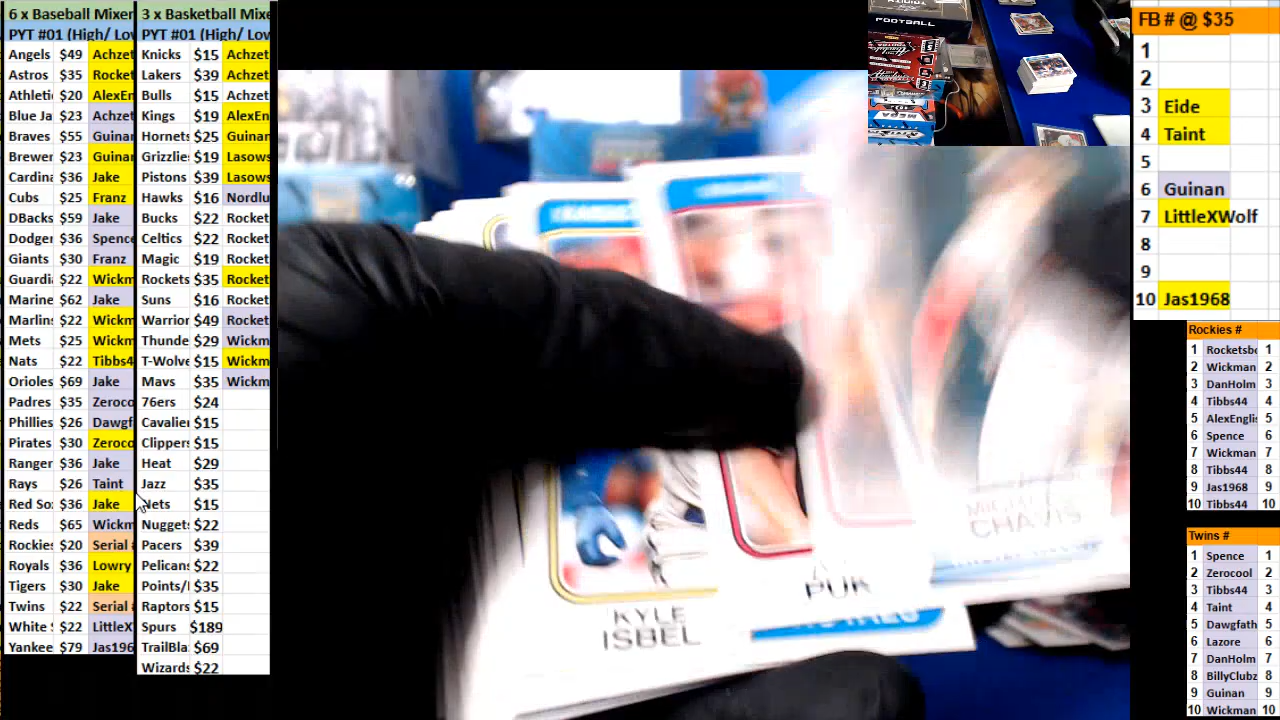 6 x Baseball Mixer
PYT #01 (High/ Lov
Angels $49 Achzet
Astros $35 Rocket
Athleti $20 AlexEn
Blue Ja $23 Achzet
Braves $55 Guinar
Brewer $23 Guinar
Cardina $36 Jake
Cubs $25 Franz
DBacks $59 Jake
Dodger $36 Spence
Giants $30 Franz
Guardi $22 Wickm
Marine $62 Jake
Marlins $22 Wickm
Mets $25 Wickm
Nats $22 Tibbs4
Orioles $69 Jake
Padres $35 Zeroco
Phillies $26 Dawgf
Pirates $30 Zeroco
Ranger $36 Jake
Rays $26 Taint
Red So $36 Jake
Reds $65 Wickm
Rockies $20 Serial
Royals $36 Lowry
Tigers $30 Jake
Twins $22 Serial
White S $22 LittleX
Yankee $79 Jas196
3 x Basketball Mixe
PYT #01 (High/ Lov
Knicks $15 Achzet
Lakers $39 Achzet
Bulls $15 Achzet
Kings $19 AlexEn
Hornets $25 Guinar
Grizzlie $19 Lasows
Pistons $39 Lasows
Hawks $16 Nordlu
Bucks $22 Rocket
Celtics $22 Rocket
Magic $19 Rocket
Rockets $35 Rocket
Suns $16 Rocket
Warrior $49 Rocket
Thunde $29 Wickm
T-Wolve $15 Wickm
Mavs $35 Wickm
76ers $24
Cavalie $15
Clippers $15
Heat $29
Jazz $35
Nets $15
Nuggets $22
Pacers $39
Pelican $22
Points/ $35
Raptors $15
Spurs $189
TrailBla $69
Wizards $22
FOOTBALL
KYLE
ISBEL
PUK
CHAVIS
FB # @ $35
1
2
3 Eide
4 Taint
5
6 Guinan
7 LittleXWolf
8
9
10 Jas1968
Rockies #
1 Rocketsb 1
2 Wickman 2
3 DanHolm 3
4 Tibbs44 4
5 AlexEnglis 5
6 Spence 6
7 Wickman 7
8 Tibbs44 8
9 Jas1968 9
10 Tibbs44 10
Twins #
1 Spence 1
2 Zerocool 2
3 Tibbs44 3
4 Taint 4
5 Dawgfath 5
6 Lazore 6
7 DanHolm 7
8 BillyClubz 8
9 Guinan 9
10 Wickman 10